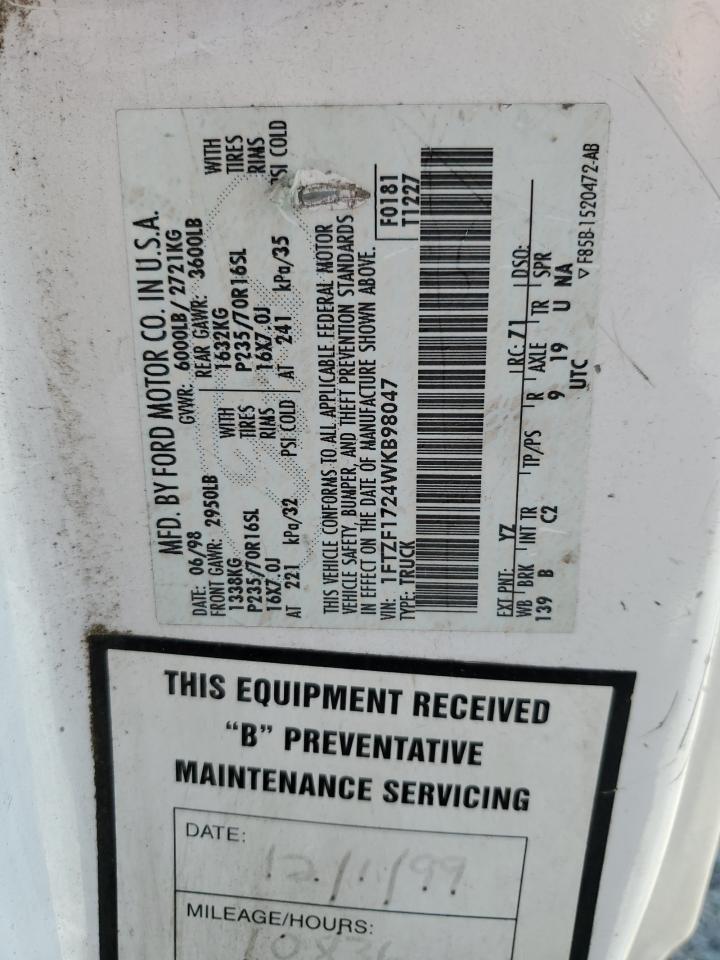 MFD. BY FORD MOTOR CO. IN U.S.A.
DATE: 06/98 GVWR: 6000LB/ 2721KG
FRONT GAWR: 2950LB REAR GAWR: 3600LB
1338KG WITH 1632KG WITH
P235/70R16SL TIRES P235/70R16SL TIRES
16X7.0J RIMS 16X7.0J RIMS
AT 221 kPa/32 PSI COLD AT 241 kPa/35 PSI COLD
THIS VEHICLE CONFORMS TO ALL APPLICABLE FEDERAL MOTOR
VEHICLE SAFETY, BUMPER, AND THEFT PREVENTION STANDARDS
IN EFFECT ON THE DATE OF MANUFACTURE SHOWN ABOVE.
VIN: 1FTZF1724WKB98047 F0181
TYPE: TRUCK T1227
EXT PNT: YZ RC: 71 DSO:
WB BRK INT TR TP/PS R AXLE TR SPR
139 B C2 9 19 U NA
UTC
▽ F85B-1520472-AB
THIS EQUIPMENT RECEIVED
"B" PREVENTATIVE
MAINTENANCE SERVICING
DATE:
12/1/99
MILEAGE/HOURS: